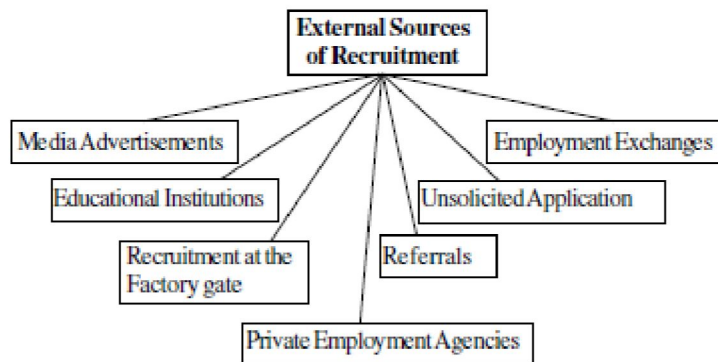 External Sources
of Recruitment
Media Advertisements
Employment Exchanges
Educational Institutions
Unsolicited Application
Recruitment at the
Factory gate
Referrals
Private Employment Agencies